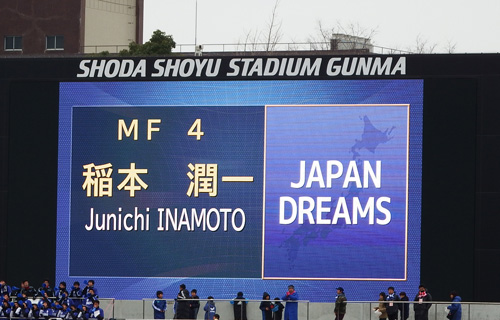 SHODA SHOYU STADIUM GUNMA
MF 4
稲本 潤一
Junichi INAMOTO
JAPAN
DREAMS